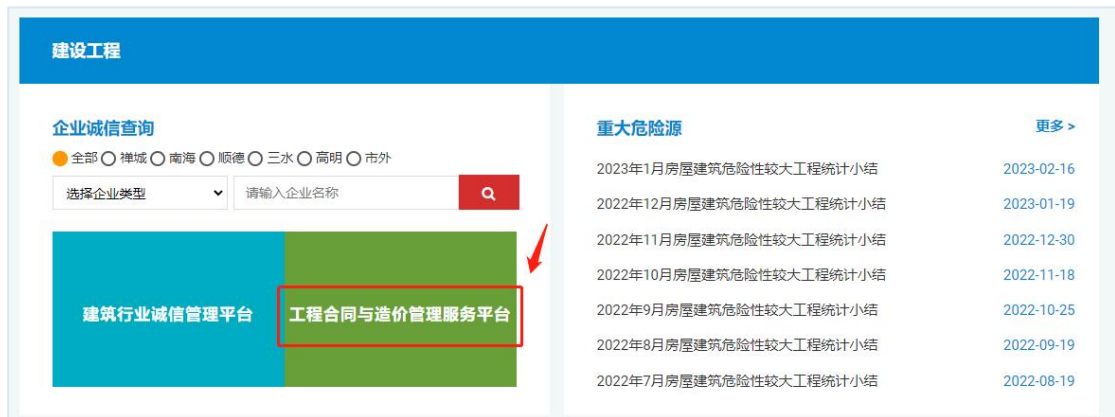 建设工程
企业诚信查询
全部 禅城 南海 顺德 三水 高明 市外
选择企业类型 请输入企业名称
建筑行业诚信管理平台 工程合同与造价管理服务平台
重大危险源 更多 >
2023年1月房屋建筑危险性较大工程统计小结 2023-02-16
2022年12月房屋建筑危险性较大工程统计小结 2023-01-19
2022年11月房屋建筑危险性较大工程统计小结 2022-12-30
2022年10月房屋建筑危险性较大工程统计小结 2022-11-18
2022年9月房屋建筑危险性较大工程统计小结 2022-10-25
2022年8月房屋建筑危险性较大工程统计小结 2022-09-19
2022年7月房屋建筑危险性较大工程统计小结 2022-08-19